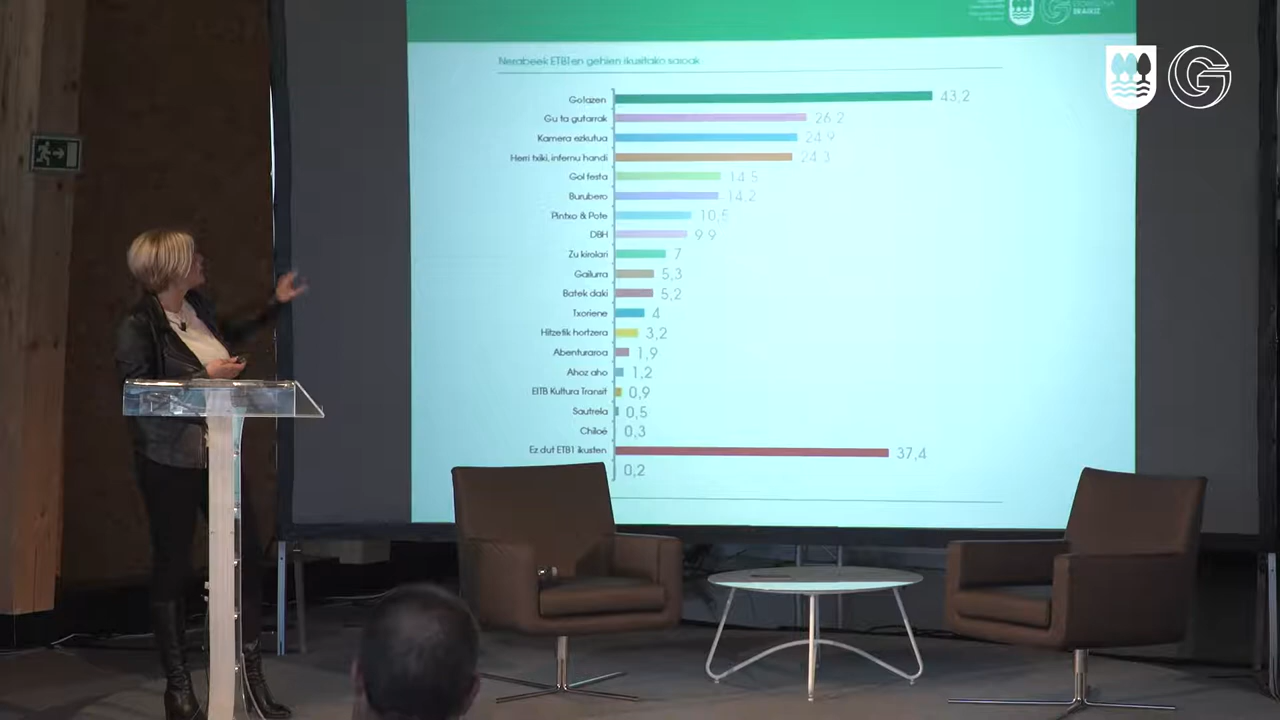 ERAIKIZ
Nerabeek ETB1en gehien ikusitako saioak
Go!azen 43,2
Gu ta gutarrak 26,2
Kamera ezkutua 24,9
Herri txiki, infernu handi 24,3
Gol festa 14,5
Burubero 14,2
Pintxo & Pote 10,5
DBH 9,9
Zu kirolari 7
Gailurra 5,3
Batek daki 5,2
Txoriene 4
Hitzetik hortzera 3,2
Abenturaroa 1,9
Ahoz aho 1,2
EITB Kultura Transit 0,9
Sautrela 0,5
Chiloé 0,3
Ez dut ETB1 ikusten 37,4
0,2